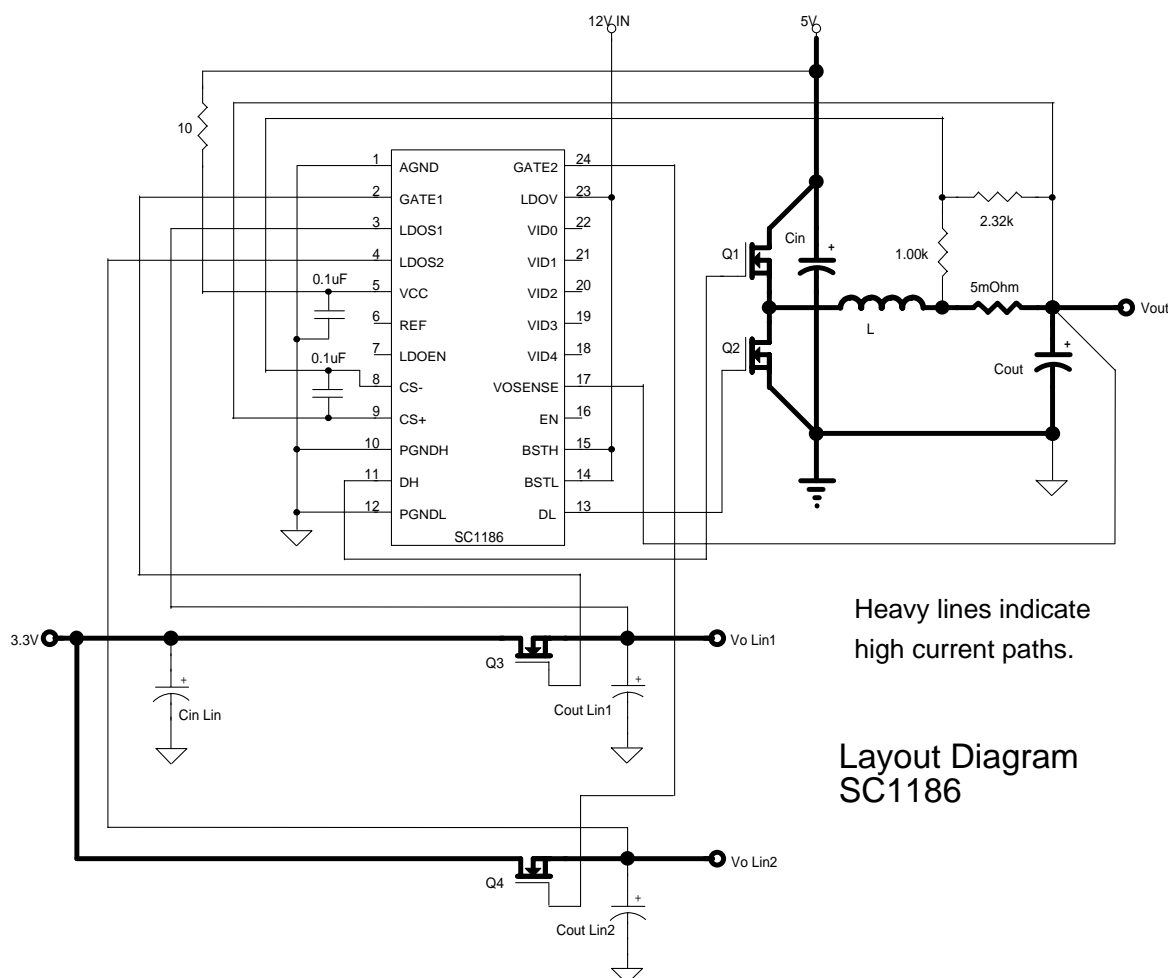 12V IN
5V
10
1 AGND GATE2 24
2 GATE1 LDOV 23
3 LDOS1 VID0 22
4 LDOS2 VID1 21
5 VCC VID2 20
6 REF VID3 19
7 LDOEN VID4 18
8 CS- VOSENSE 17
9 CS+ EN 16
10 PGNDH BSTH 15
11 DH BSTL 14
12 PGNDL DL 13
SC1186
0.1uF
0.1uF
Q1
Q2
Cin
+
2.32k
1.00k
5mOhm
L
Vout
+
Cout
3.3V
Q3
Vo Lin1
+
Cin Lin
+
Cout Lin1
Q4
Vo Lin2
+
Cout Lin2
Heavy lines indicate
high current paths.
Layout Diagram
SC1186